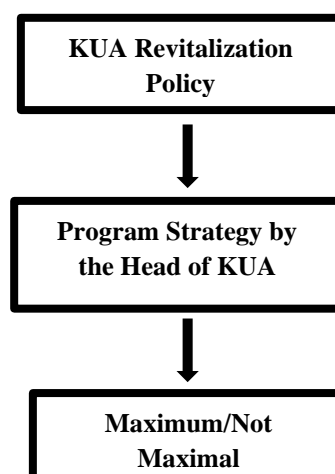 KUA Revitalization
Policy
Program Strategy by
the Head of KUA
Maximum/Not
Maximal